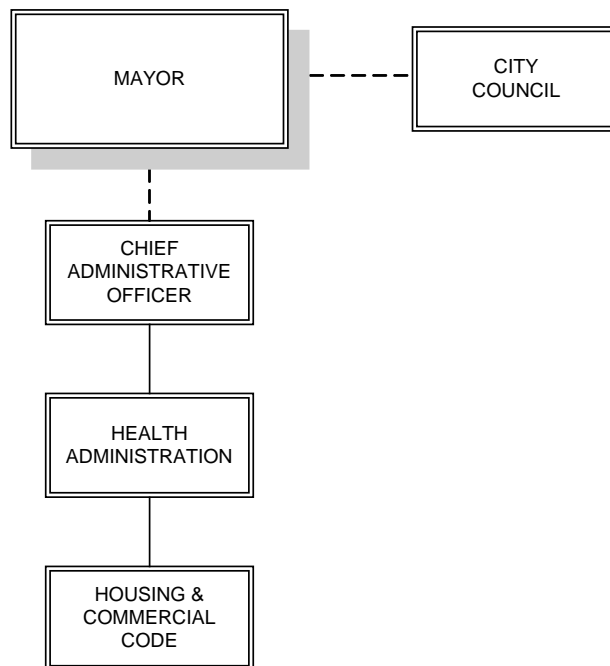 MAYOR
CITY
COUNCIL
CHIEF
ADMINISTRATIVE
OFFICER
HEALTH
ADMINISTRATION
HOUSING &
COMMERCIAL
CODE